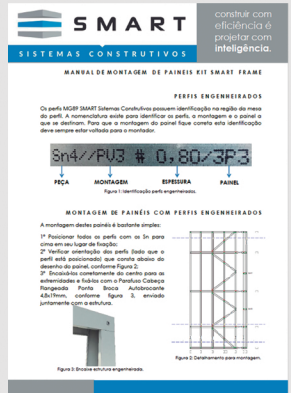 SMART
SISTEMAS CONSTRUTIVOS
construir com
eficiência é
projetar com
inteligência.
MANUAL DE MONTAGEM DE PAINEIS KIT SMART FRAME
PERFIS ENGENHEIRADOS
Os perfis MGBP SMART Sistemas Construtivos possuem identificação na região da mesa
do perfil. A nomenclatura existe para identificar os perfis, a montagem e o painel a
que se destinam. Para que a montagem do painel fique correta esta identificação
deve sempre estar voltada para o montador.
Sn4//PV3 # 0,80/3P3
PEÇA MONTAGEM ESPESSURA PAINEL
Figura 1: Identificação perfis engenheirados.
MONTAGEM DE PAINÉIS COM PERFIS ENGENHEIRADOS
A montagem destes painéis é bastante simples:
1º Posicionar todos os perfis com os Sn para
cima em seu lugar de fixação;
2º Verificar orientação dos perfis (lado que o
perfil está posicionado) que consta abaixo do
desenho do painel, conforme Figura 2;
3º Encaixá-los corretamente do centro para as
extremidades e fixá-los com o Parafuso Cabeça
Flangeada Ponta Broca Autobrocante
4,8x19mm, conforme figura 3, enviado
juntamente com a estrutura.
Figura 2: Detalhamento para montagem.
Figura 3: Encaixe estrutura engenheirada.